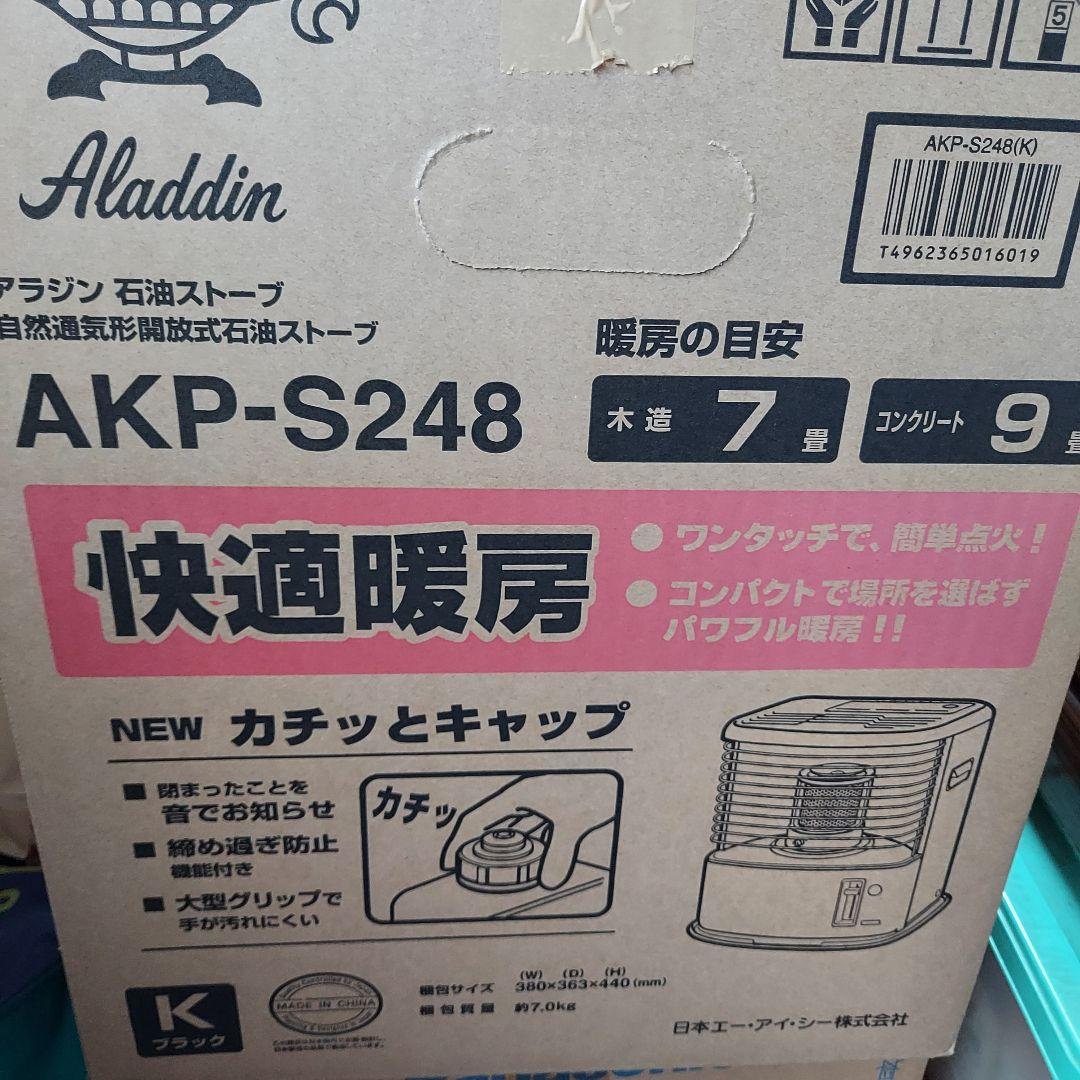 5
AKP-S248(K)
T4962365016019
Aladdin
アラジン 石油ストーブ
自然通気形開放式石油ストーブ
AKP-S248
暖房の目安
木造 7 畳
コンクリート 9 畳
快適暖房
● ワンタッチで、簡単点火!
● コンパクトで場所を選ばず
パワフル暖房!!
NEW カチッとキャップ
■ 閉まったことを
音でお知らせ
■ 締め過ぎ防止
機能付き
■ 大型グリップで
手が汚れにくい
カチッ
K
ブラック
MADE IN CHINA
(W) (D) (H)
梱包サイズ 380×363×440(mm)
梱包質量 約7.0kg
日本エー・アイ・シー株式会社